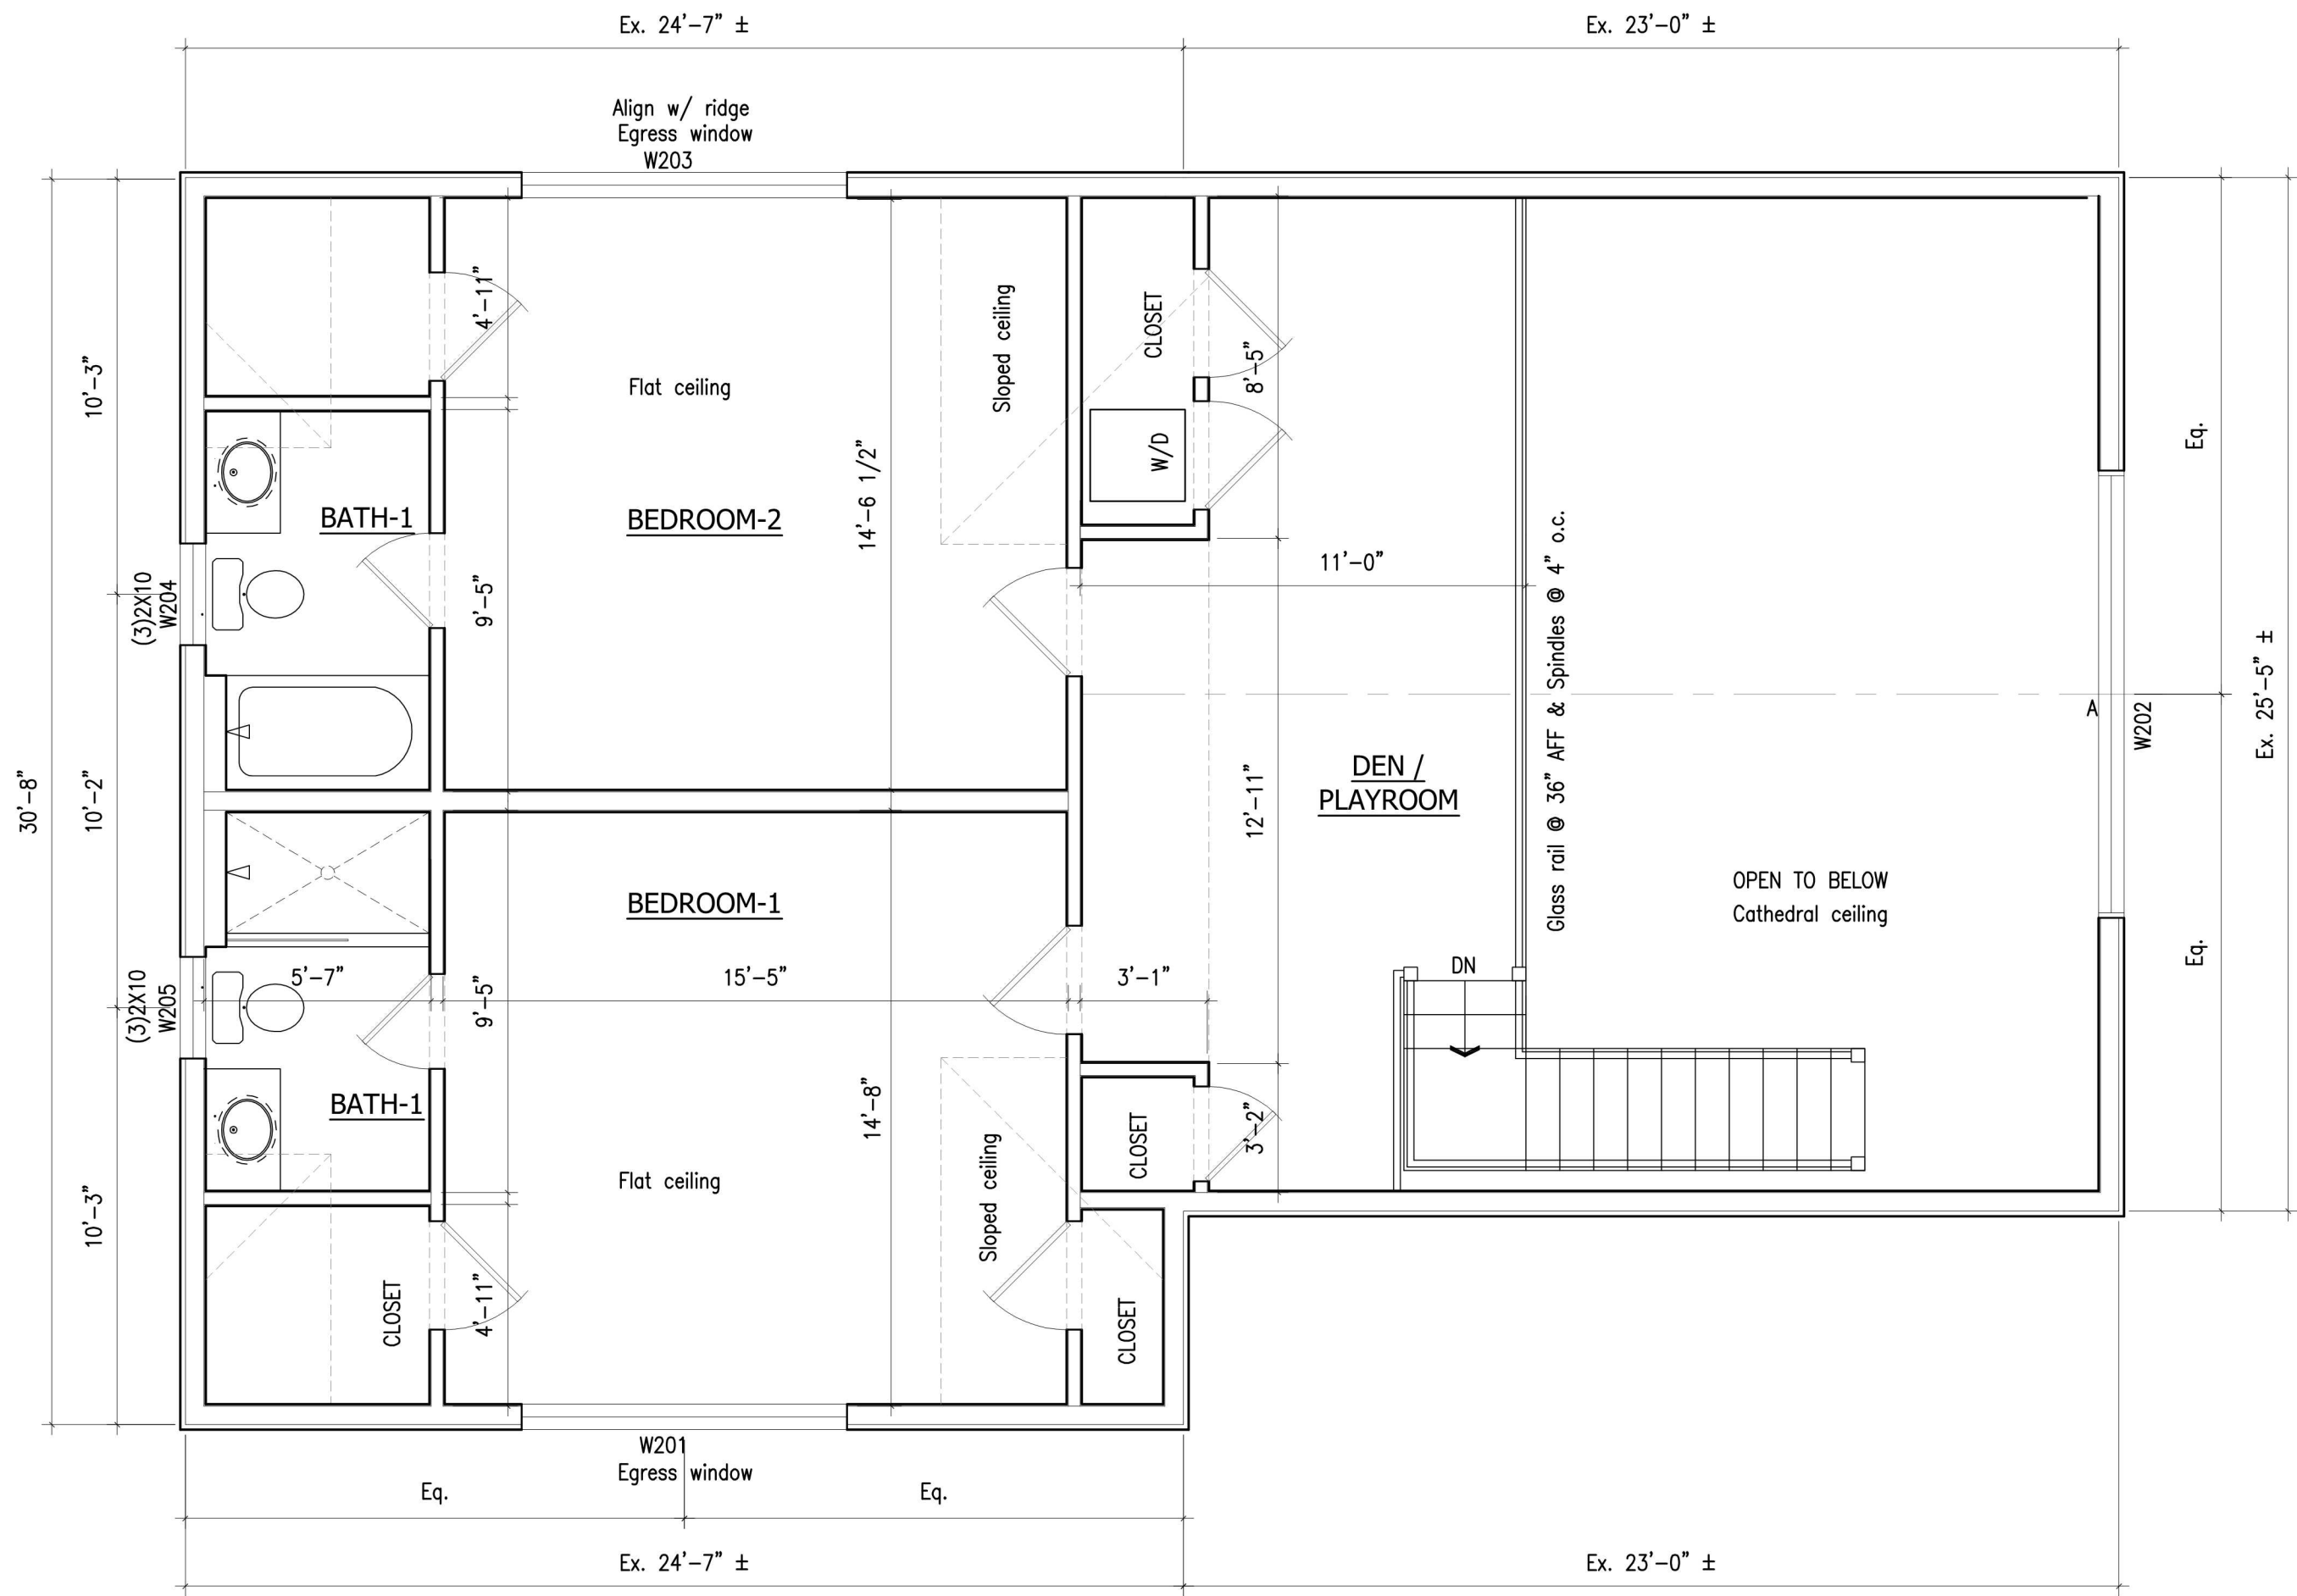 Ex. 24'-7" ±
Ex. 23'-0" ±
Align w/ ridge
Egress window
W203
4'-11"
10'-3"
Flat ceiling
Sloped ceiling
CLOSET
8'-5"
Eq.
W/D
14'-6 1/2"
BATH-1
BEDROOM-2
11'-0"
(3)2X10
W204
9'-5"
Glass rail @ 36" AFF & Spindles @ 4" o.c.
Ex. 25'-5" ±
A
W202
30'-8"
10'-2"
12'-11"
DEN /
PLAYROOM
OPEN TO BELOW
Cathedral ceiling
BEDROOM-1
Eq.
DN
5'-7"
15'-5"
3'-1"
(3)2X10
W205
9'-5"
BATH-1
14'-8"
CLOSET
3'-2"
Flat ceiling
Sloped ceiling
10'-3"
CLOSET
4'-11"
CLOSET
W201
Egress window
Eq.
Eq.
Ex. 24'-7" ±
Ex. 23'-0" ±